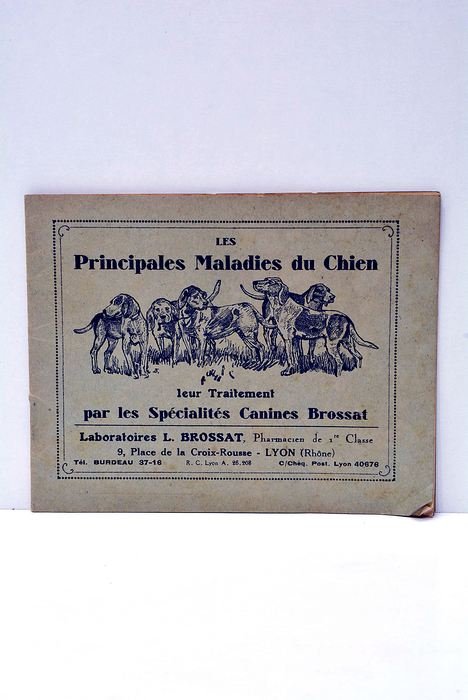 LES
Principales Maladies du Chien
leur Traitement
par les Spécialités Canines Brossat
Laboratoires L. BROSSAT, Pharmacien de 1re Classe
9, Place de la Croix-Rousse - LYON (Rhône)
Tél. BURDEAU 37-16 R. C. Lyon A. 26.208 C/Chèq. Post. Lyon 40676